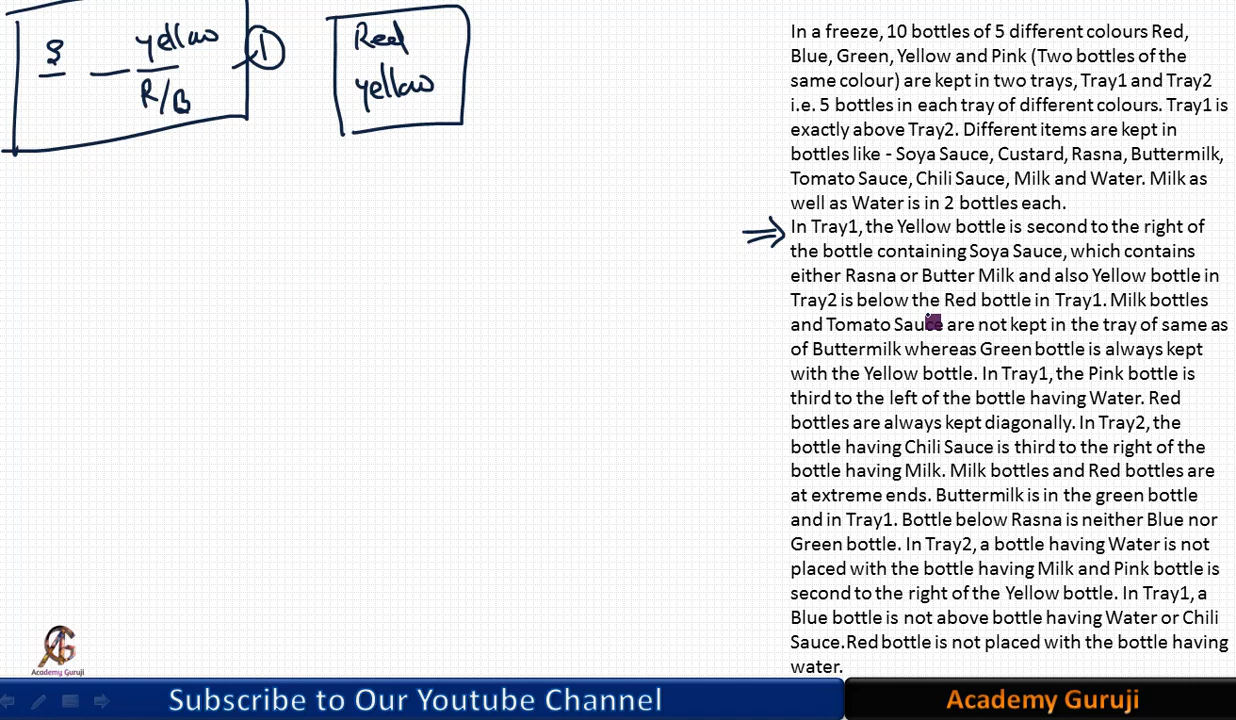 S _ yellow
R/B
1
Red
yellow
In a freeze, 10 bottles of 5 different colours Red,
Blue, Green, Yellow and Pink (Two bottles of the
same colour) are kept in two trays, Tray1 and Tray2
i.e. 5 bottles in each tray of different colours. Tray1 is
exactly above Tray2. Different items are kept in
bottles like - Soya Sauce, Custard, Rasna, Buttermilk,
Tomato Sauce, Chili Sauce, Milk and Water. Milk as
well as Water is in 2 bottles each.
In Tray1, the Yellow bottle is second to the right of
the bottle containing Soya Sauce, which contains
either Rasna or Butter Milk and also Yellow bottle in
Tray2 is below the Red bottle in Tray1. Milk bottles
and Tomato Sauce are not kept in the tray of same as
of Buttermilk whereas Green bottle is always kept
with the Yellow bottle. In Tray1, the Pink bottle is
third to the left of the bottle having Water. Red
bottles are always kept diagonally. In Tray2, the
bottle having Chili Sauce is third to the right of the
bottle having Milk. Milk bottles and Red bottles are
at extreme ends. Buttermilk is in the green bottle
and in Tray1. Bottle below Rasna is neither Blue nor
Green bottle. In Tray2, a bottle having Water is not
placed with the bottle having Milk and Pink bottle is
second to the right of the Yellow bottle. In Tray1, a
Blue bottle is not above bottle having Water or Chili
Sauce.Red bottle is not placed with the bottle having
water.
AG
Academy Guruji
Subscribe to Our Youtube Channel
Academy Guruji